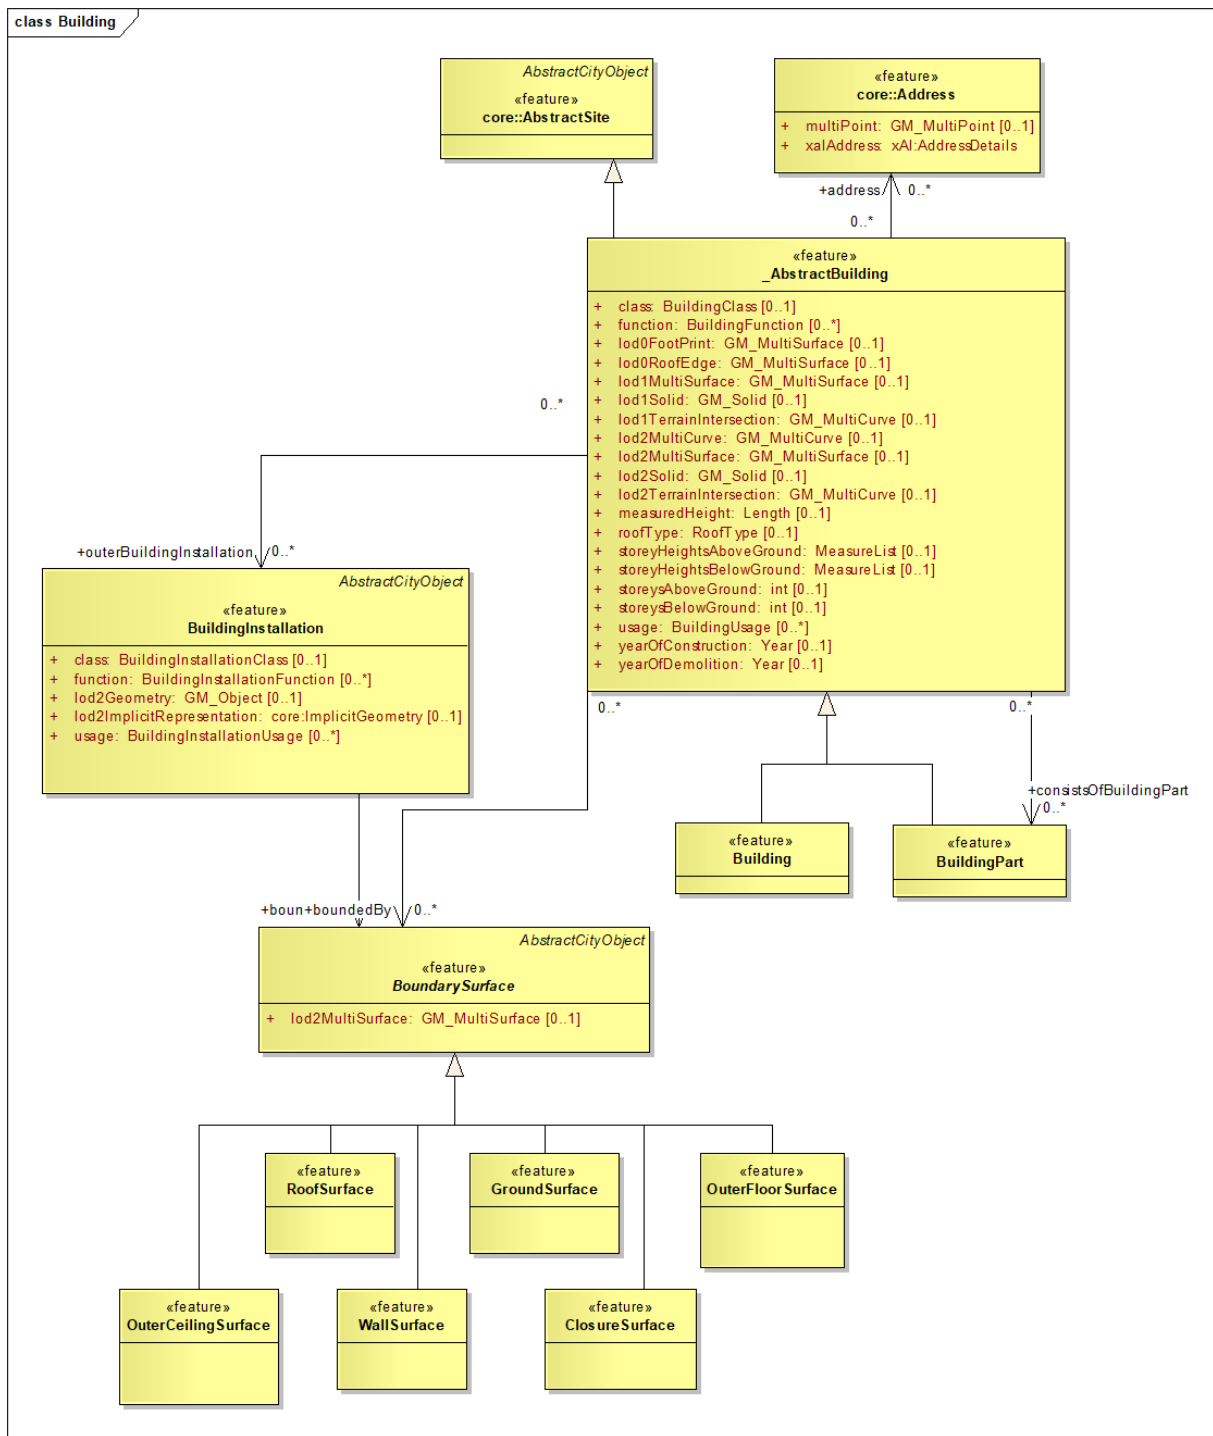 class Building
AbstractCityObject
«feature»
core::AbstractSite
«feature»
core::Address
+ multiPoint: GM_MultiPoint [0..1]
+ xalAddress: xAl:AddressDetails
+address
0..*
0..*
«feature»
_AbstractBuilding
+ class: BuildingClass [0..1]
+ function: BuildingFunction [0..*]
+ lod0FootPrint: GM_MultiSurface [0..1]
+ lod0RoofEdge: GM_MultiSurface [0..1]
+ lod1MultiSurface: GM_MultiSurface [0..1]
+ lod1Solid: GM_Solid [0..1]
+ lod1TerrainIntersection: GM_MultiCurve [0..1]
+ lod2MultiCurve: GM_MultiCurve [0..1]
+ lod2MultiSurface: GM_MultiSurface [0..1]
+ lod2Solid: GM_Solid [0..1]
+ lod2TerrainIntersection: GM_MultiCurve [0..1]
+ measuredHeight: Length [0..1]
+ roofType: RoofType [0..1]
+ storeyHeightsAboveGround: MeasureList [0..1]
+ storeyHeightsBelowGround: MeasureList [0..1]
+ storeysAboveGround: int [0..1]
+ storeysBelowGround: int [0..1]
+ usage: BuildingUsage [0..*]
+ yearOfConstruction: Year [0..1]
+ yearOfDemolition: Year [0..1]
0..*
+outerBuildingInstallation
0..*
AbstractCityObject
«feature»
BuildingInstallation
+ class: BuildingInstallationClass [0..1]
+ function: BuildingInstallationFunction [0..*]
+ lod2Geometry: GM_Object [0..1]
+ lod2ImplicitRepresentation: core:ImplicitGeometry [0..1]
+ usage: BuildingInstallationUsage [0..*]
0..*
0..*
+consistsOfBuildingPart
0..*
«feature»
Building
«feature»
BuildingPart
+boun+boundedBy
0..*
AbstractCityObject
«feature»
BoundarySurface
+ lod2MultiSurface: GM_MultiSurface [0..1]
«feature»
RoofSurface
«feature»
GroundSurface
«feature»
OuterFloorSurface
«feature»
OuterCeilingSurface
«feature»
WallSurface
«feature»
ClosureSurface